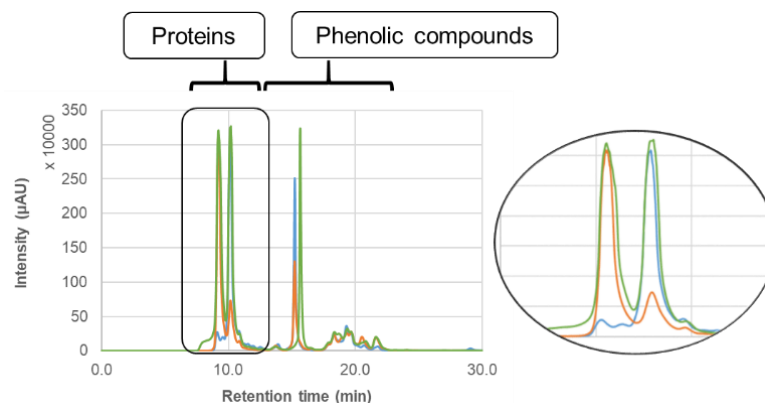 Proteins
Phenolic compounds
350
300
250
200
150
100
50
0
x 10000
Intensity (µAU)
0.0 10.0 20.0 30.0
Retention time (min)